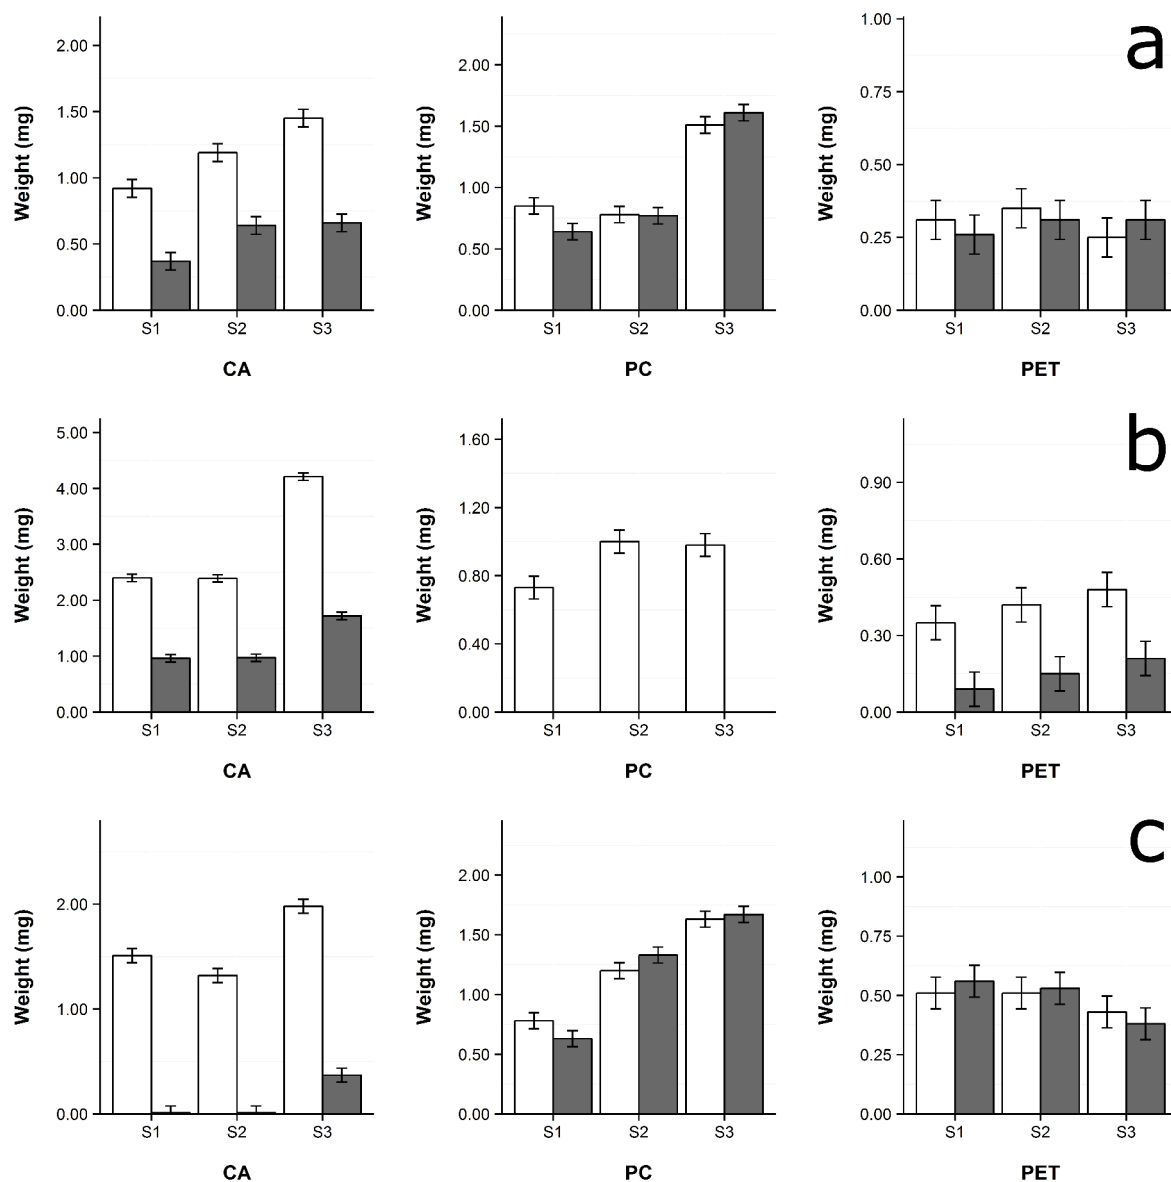 a
Weight (mg)
2.00
1.50
1.00
0.50
0.00
S1 S2 S3
CA
Weight (mg)
2.00
1.50
1.00
0.50
0.00
S1 S2 S3
PC
Weight (mg)
1.00
0.75
0.50
0.25
0.00
S1 S2 S3
PET
b
Weight (mg)
5.00
4.00
3.00
2.00
1.00
0.00
S1 S2 S3
CA
Weight (mg)
1.60
1.20
0.80
0.40
0.00
S1 S2 S3
PC
Weight (mg)
0.90
0.60
0.30
0.00
S1 S2 S3
PET
c
Weight (mg)
2.00
1.00
0.00
S1 S2 S3
CA
Weight (mg)
2.00
1.50
1.00
0.50
0.00
S1 S2 S3
PC
Weight (mg)
1.00
0.75
0.50
0.25
0.00
S1 S2 S3
PET